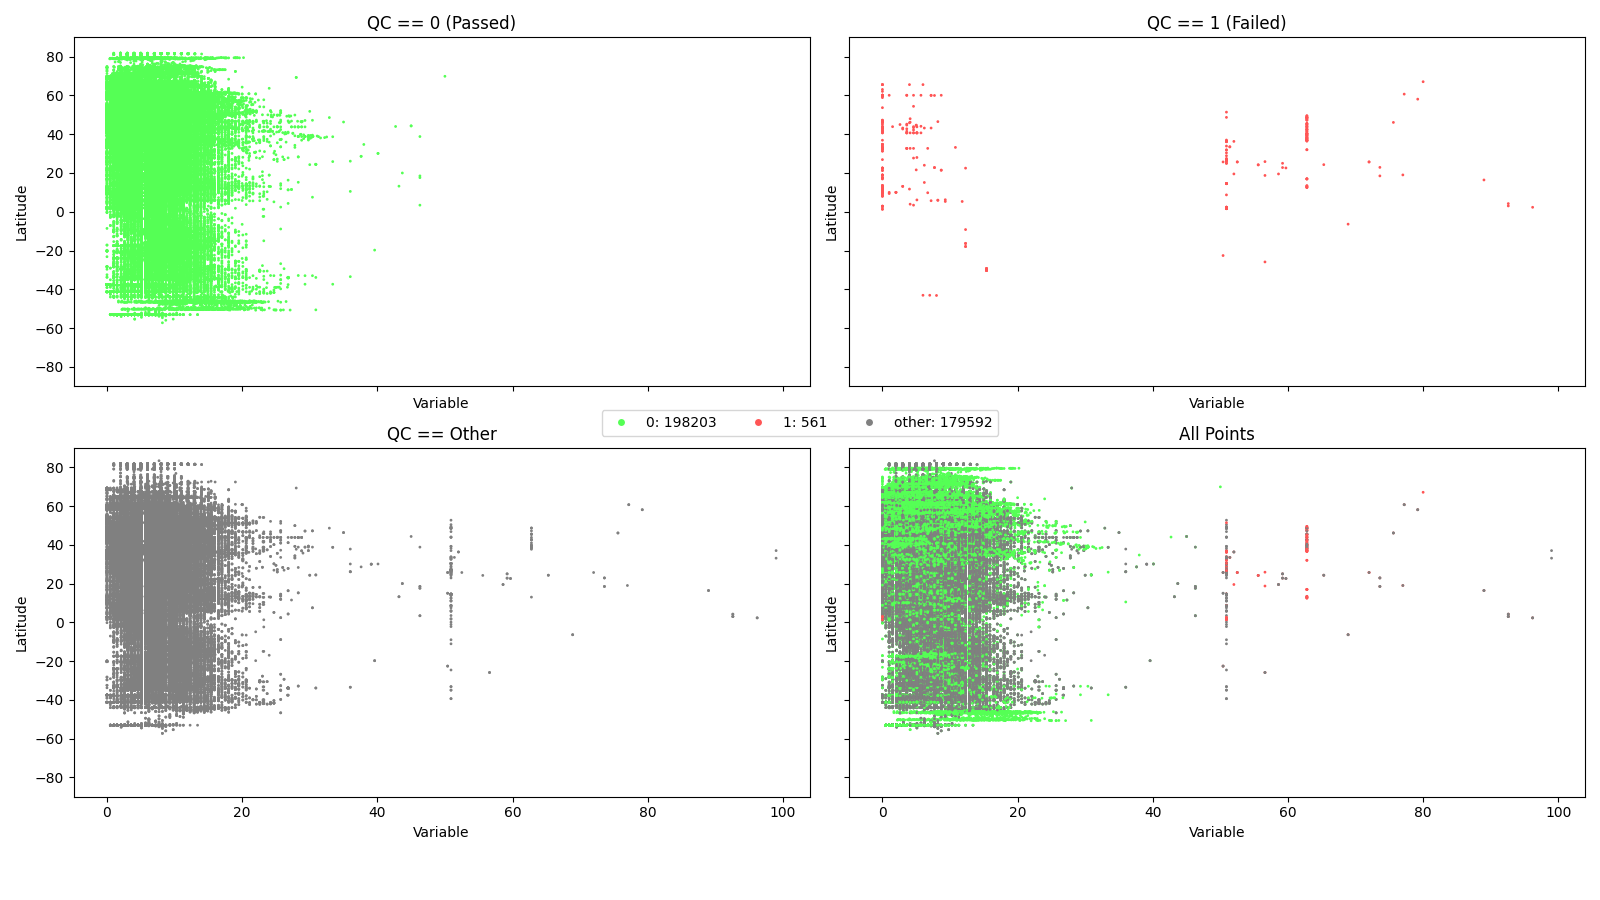 QC == 0 (Passed)
QC == 1 (Failed)
80
60
40
20
0
−20
−40
−60
−80
Latitude
Latitude
Variable
Variable
0: 198203
1: 561
other: 179592
QC == Other
All Points
80
60
40
20
0
−20
−40
−60
−80
Latitude
Latitude
0
20
40
60
80
100
0
20
40
60
80
100
Variable
Variable